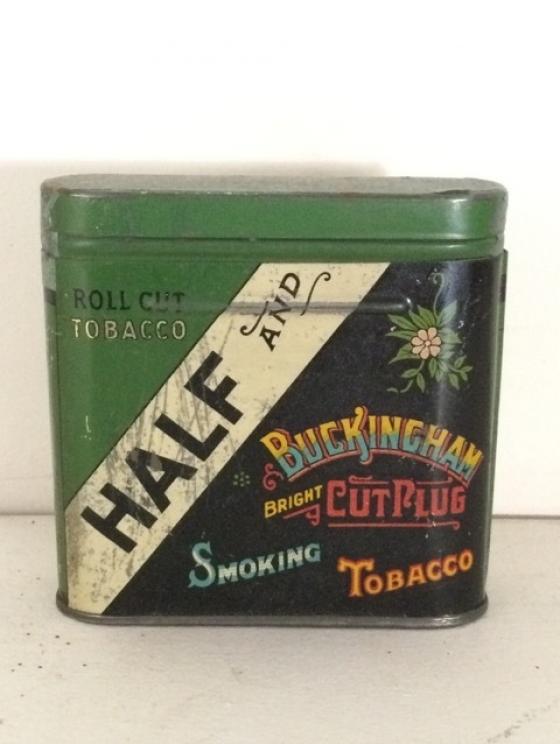 ROLL CUT
TOBACCO
HALF AND
BUCKINGHAM
BRIGHT CUT PLUG
SMOKING TOBACCO